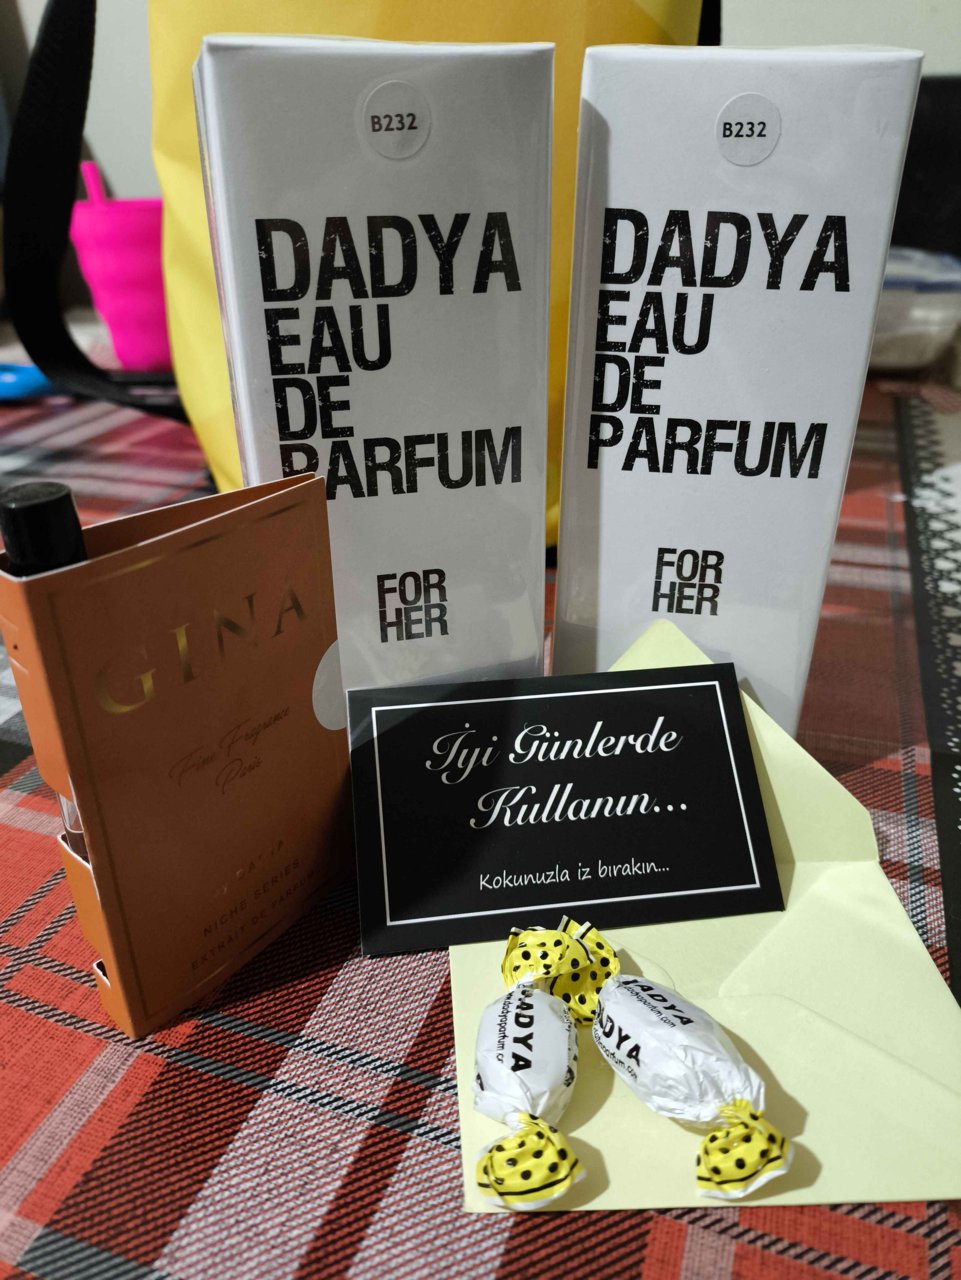 B232
DADYA
EAU
DE
PARFUM
FOR
HER
B232
DADYA
EAU
DE
PARFUM
FOR
HER
GINA
Fine Fragrance
Paris
NICHE SERIES
EXTRAIT DE PARFUM
İyi Günlerde
Kullanın...
Kokunuzla iz bırakın...
DADYA
DADYA